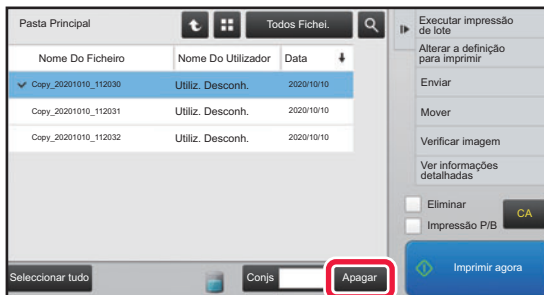 Pasta Principal
Todos Fichei.
Nome Do Ficheiro Nome Do Utilizador Data
Copy_20201010_112030 Utiliz. Desconh. 2020/10/10
Copy_20201010_112031 Utiliz. Desconh. 2020/10/10
Copy_20201010_112032 Utiliz. Desconh. 2020/10/10
Seleccionar tudo
Conjs
Apagar
Executar impressão
de lote
Alterar a definição
para imprimir
Enviar
Mover
Verificar imagem
Ver informações
detalhadas
Eliminar
Impressão P/B
CA
Imprimir agora